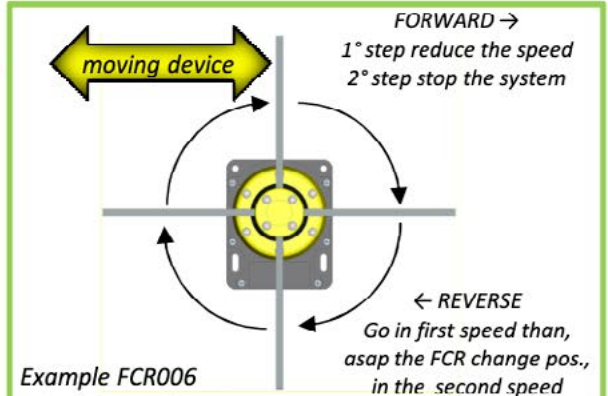 moving device
FORWARD →
1° step reduce the speed
2° step stop the system
← REVERSE
Go in first speed than,
asap the FCR change pos.,
in the second speed
Example FCR006